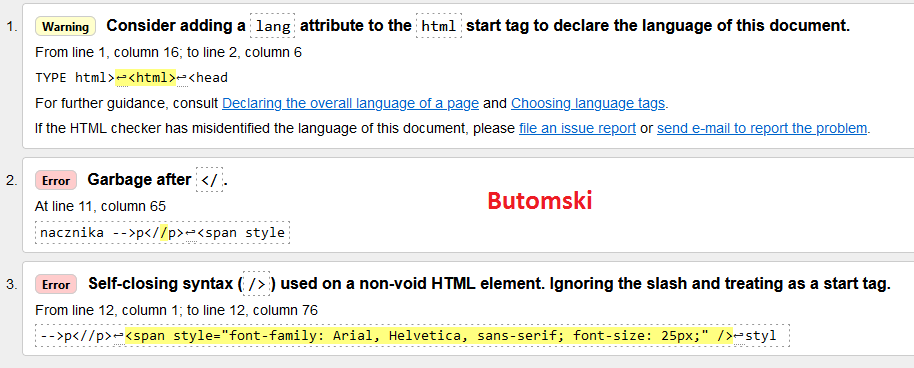 1. Warning Consider adding a lang attribute to the html start tag to declare the language of this document.
From line 1, column 16; to line 2, column 6
TYPE html>↩<html>↩<head
For further guidance, consult Declaring the overall language of a page and Choosing language tags.
If the HTML checker has misidentified the language of this document, please file an issue report or send e-mail to report the problem.
2. Error Garbage after </.
At line 11, column 65
Butomski
nacznika -->p<//p>↩<span style
3. Error Self-closing syntax (/>) used on a non-void HTML element. Ignoring the slash and treating as a start tag.
From line 12, column 1; to line 12, column 76
-->p<//p>↩<span style="font-family: Arial, Helvetica, sans-serif; font-size: 25px;" />↩styl